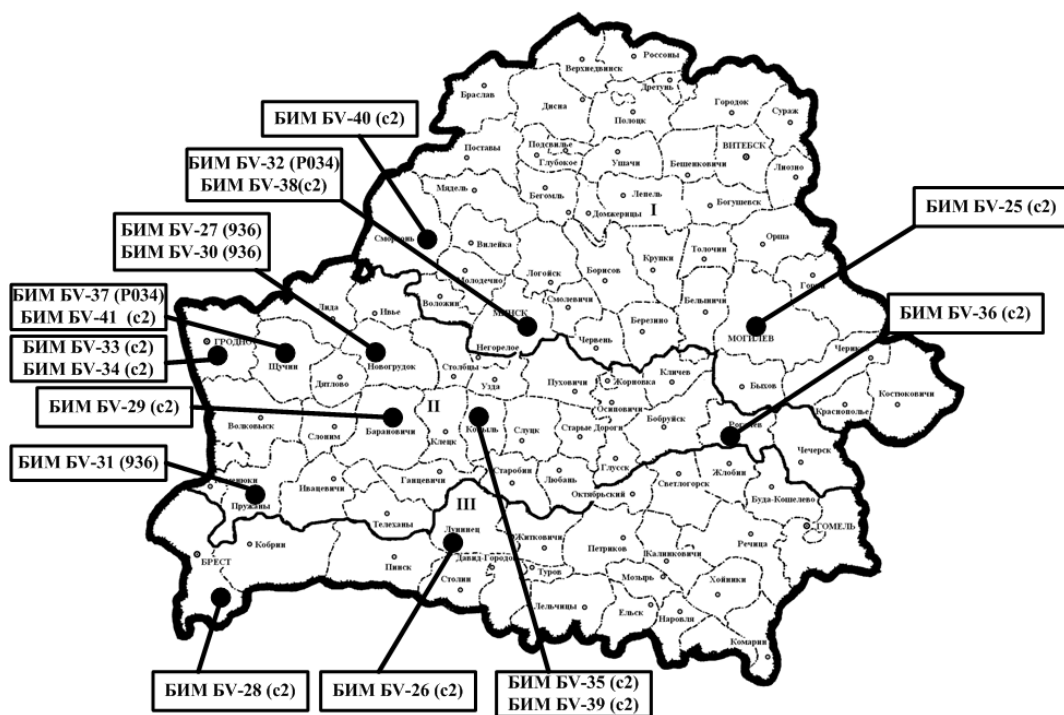 Россоны
Верхнедвинск
Дретунь
Браслав
Городок
Сураж
Дисна
Полоцк
БИМ БV-40 (с2)
Подсвилье
ВИТЕБСК
Поставы
Глубокое
Ушачи
Бешенковичи
Лиозно
БИМ БV-32 (Р034)
БИМ БV-38(с2)
Мядель
Бегомль
Лепель
Богушевск
БИМ БV-25 (с2)
I
Домжерицы
БИМ БV-27 (936)
БИМ БV-30 (936)
Сморгонь
Вилейка
Толочин
Орша
Логойск
Борисов
Крупки
Молодечно
БИМ БV-37 (Р034)
БИМ БV-41 (с2)
Воложин
Смолевичи
Белыничи
Горки
Лида
Ивье
МИНСК
Березино
БИМ БV-36 (с2)
ГРОДНО
МОГИЛЕВ
БИМ БV-33 (с2)
БИМ БV-34 (с2)
Негорелое
Червень
Чериков
Щучин
Новогрудок
Столбцы
Дятлово
Узда
Пуховичи
Жорновка
Кличев
Быхов
БИМ БV-29 (с2)
II
Осиповичи
Костюковичи
Краснополье
Волковыск
Слоним
Барановичи
Клецк
Копыль
Слуцк
Старые Дороги
Бобруйск
Рогачев
БИМ БV-31 (936)
Чечерск
Глусск
Ивацевичи
Ганцевичи
Старобин
Любань
Жлобин
Светлогорск
Пружаны
III
Октябрьский
Буда-Кошелево
Телеханы
Лунинец
ГОМЕЛЬ
Житковичи
Речица
Кобрин
БРЕСТ
Пинск
Давид-Городок
Петриков
Калинковичи
Туров
Столин
Мозырь
Хойники
Лельчицы
Ельск
Наровля
Комарин
БИМ БV-28 (с2)
БИМ БV-26 (с2)
БИМ БV-35 (с2)
БИМ БV-39 (с2)